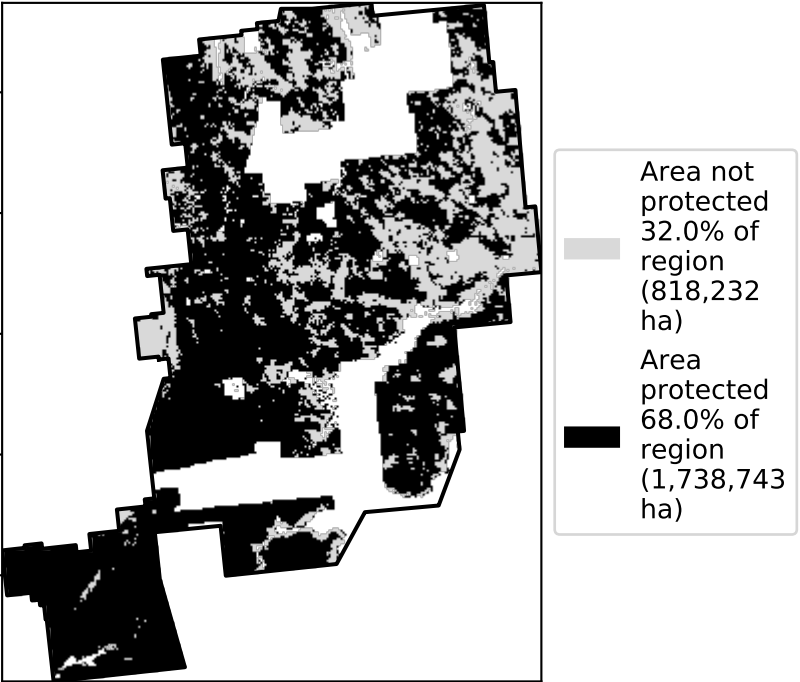 Area not
protected
32.0% of
region
(818,232
ha)
Area
protected
68.0% of
region
(1,738,743
ha)